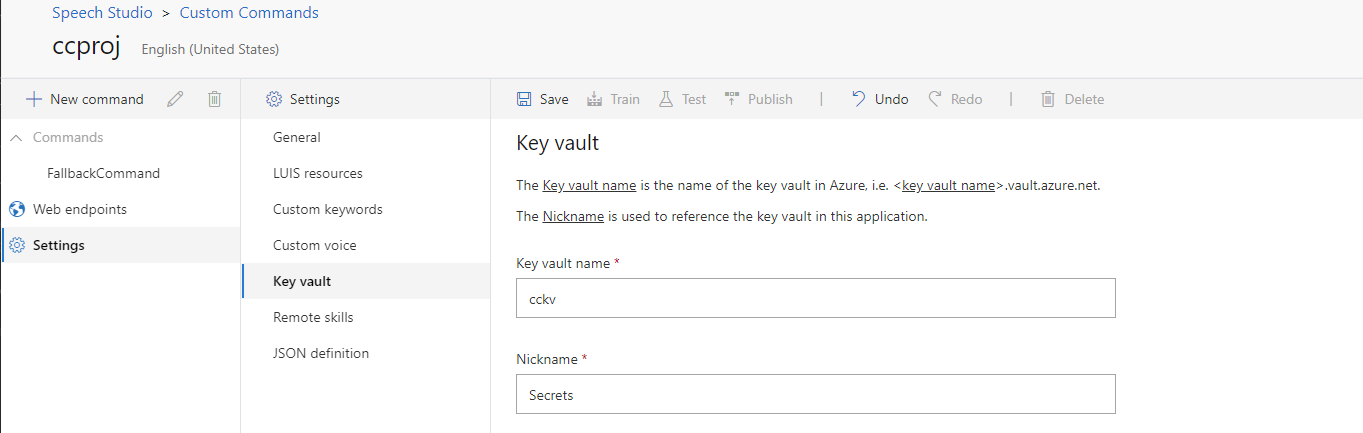 Speech Studio > Custom Commands
ccproj English (United States)
New command
Commands
FallbackCommand
Web endpoints
Settings
Settings
General
LUIS resources
Custom keywords
Custom voice
Key vault
Remote skills
JSON definition
Save Train Test Publish | Undo Redo | Delete
Key vault
The Key vault name is the name of the key vault in Azure, i.e. <key vault name>.vault.azure.net.
The Nickname is used to reference the key vault in this application.
Key vault name *
cckv
Nickname *
Secrets